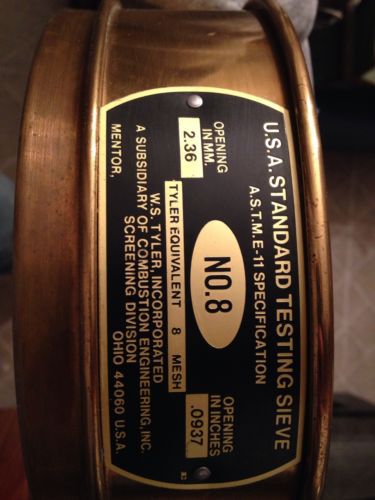 U.S.A. STANDARD TESTING SIEVE
A.S.T.M. E-11 SPECIFICATION
OPENING
IN MM.
2.36
NO. 8
OPENING
IN INCHES
.0937
TYLER EQUIVALENT 8 MESH
W.S. TYLER, INCORPORATED
A SUBSIDIARY OF COMBUSTION ENGINEERING, INC.
SCREENING DIVISION
MENTOR, OHIO 44060 U.S.A.